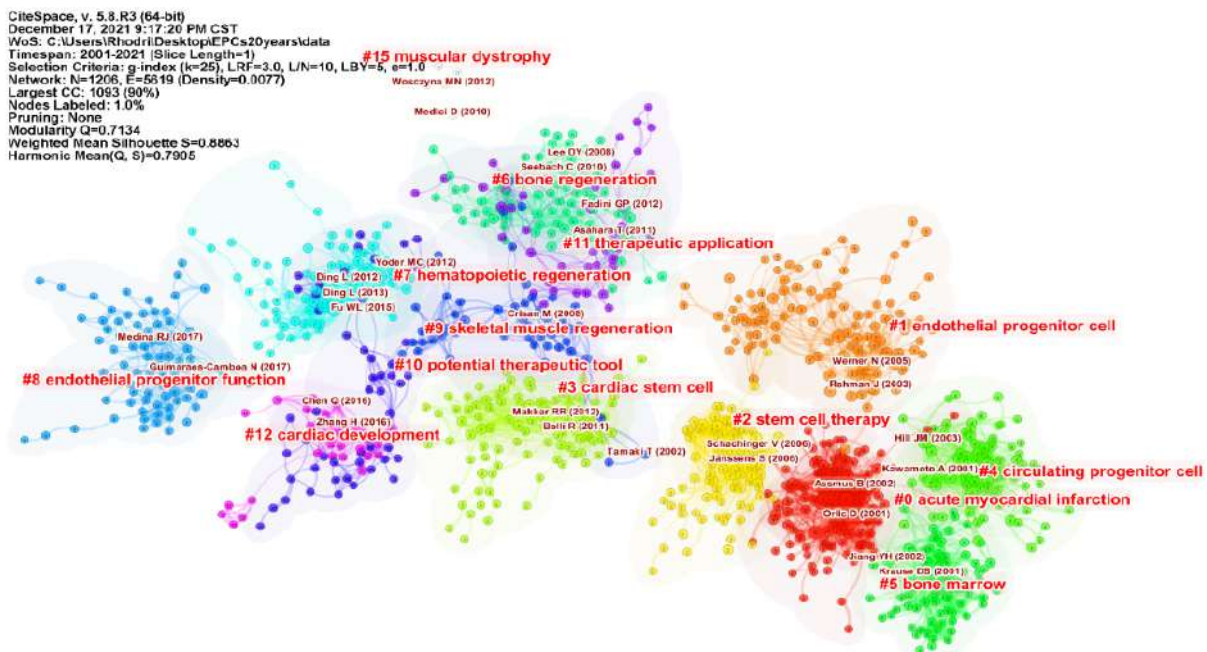 CiteSpace, v. 5.8.R3 (64-bit)
December 17, 2021 9:17:20 PM CST
WoS: C:\Users\Rhodri\Desktop\EPCs20years\data
Timespan: 2001-2021 (Slice Length=1)
Selection Criteria: g-index (k=25), LRF=3.0, L/N=10, LBY=5, e=1.0
Network: N=1206, E=5619 (Density=0.0077)
Largest CC: 1093 (90%)
Nodes Labeled: 1.0%
Pruning: None
Modularity Q=0.7134
Weighted Mean Silhouette S=0.8863
Harmonic Mean(Q, S)=0.7905
#15 muscular dystrophy
Wosczyna MN (2012)
Medici D (2010)
Lee DY (2008)
Seebach C (2010)
#6 bone regeneration
Fadini GP (2012)
Asahara T (2011)
#11 therapeutic application
Yoder MC (2012)
Ding L (2012)
#7 hematopoietic regeneration
Ding L (2013)
Fu WL (2015)
Crisan M (2008)
#9 skeletal muscle regeneration
#1 endothelial progenitor cell
Medina RJ (2017)
Werner N (2005)
Guimaraes-Camboa N (2017)
#10 potential therapeutic tool
#8 endothelial progenitor function
Rehman J (2003)
#3 cardiac stem cell
Chen Q (2016)
Makkar RR (2012)
Zhang H (2016)
Bolli R (2011)
#2 stem cell therapy
#12 cardiac development
Hill JM (2003)
Schachinger V (2006)
Tamaki T (2002)
Janssens S (2006)
Kawamoto A (2001)
#4 circulating progenitor cell
Assmus B (2002)
#0 acute myocardial infarction
Orlic D (2001)
Jiang YH (2002)
Krause DS (2001)
#5 bone marrow